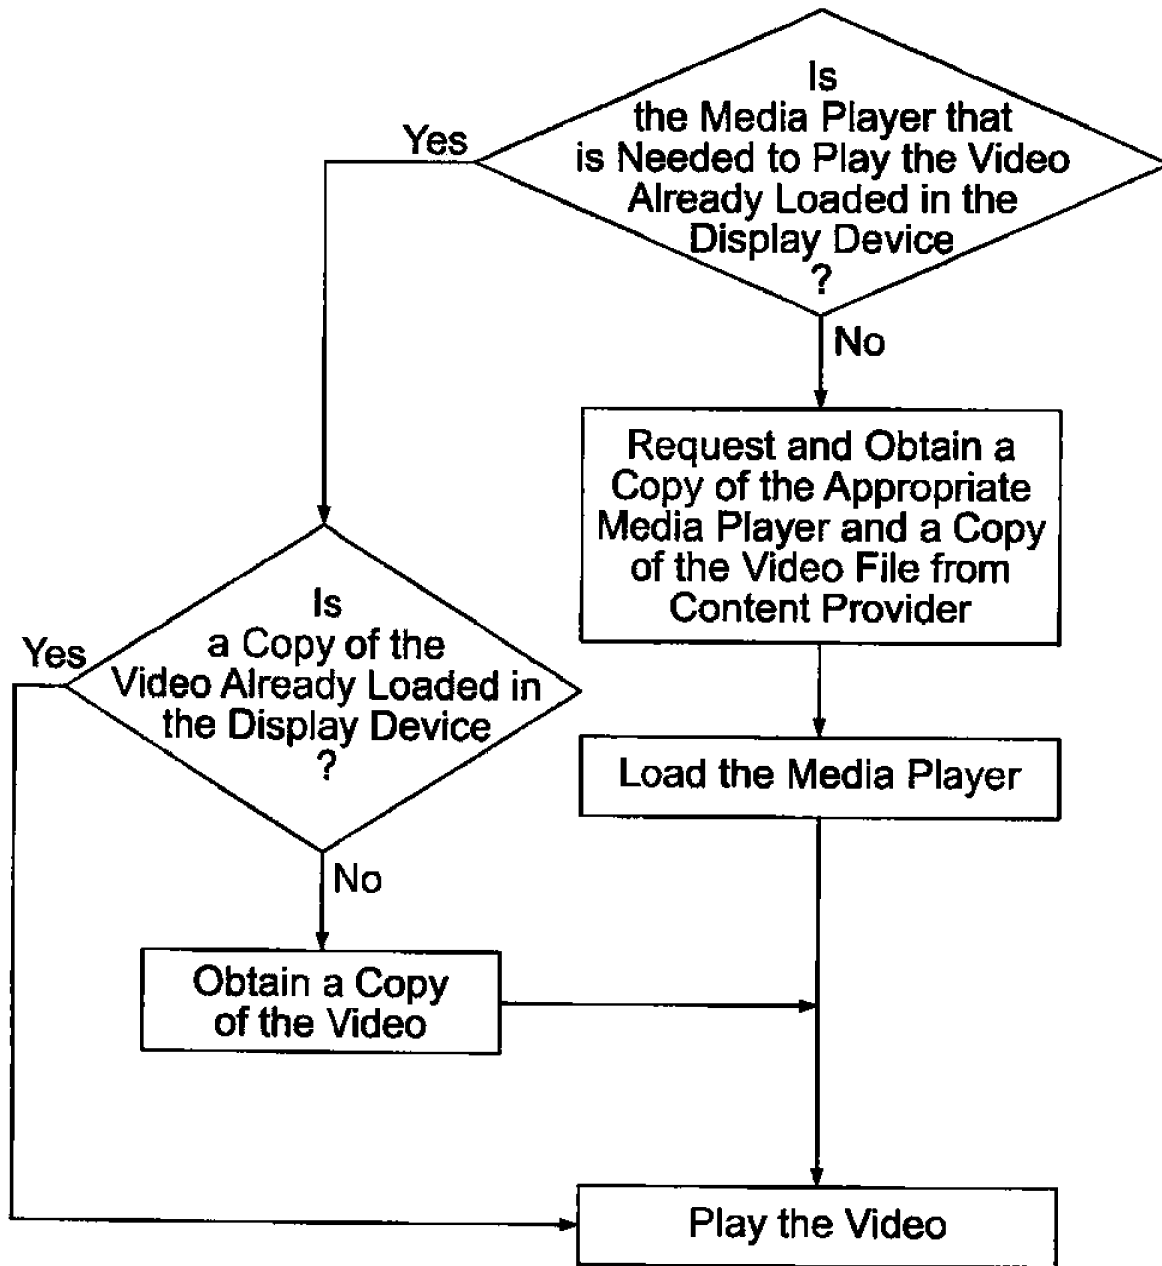 Is
the Media Player that
is Needed to Play the Video
Already Loaded in the
Display Device
?
Yes
No
Request and Obtain a
Copy of the Appropriate
Media Player and a Copy
of the Video File from
Content Provider
Is
a Copy of the
Video Already Loaded in
the Display Device
?
Yes
Load the Media Player
No
Obtain a Copy
of the Video
Play the Video